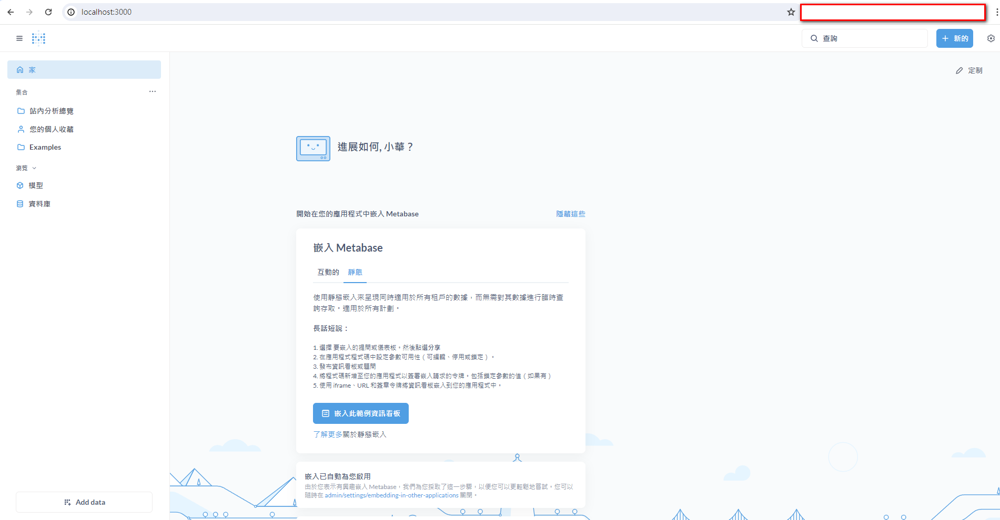 localhost:3000
查詢
+ 新的
家
定制
集合
站內分析總覽
您的個人收藏
Examples
瀏覽
模型
資料庫
進展如何, 小華？
開始在您的應用程式中嵌入 Metabase
隱藏這些
嵌入 Metabase
互動的 靜態
使用靜態嵌入來呈現同時適用於所有租戶的數據，而無需對其數據進行臨時查
詢存取。適用於所有計劃。
長話短說：
1. 選擇 要嵌入的提問或儀表板。然後點選分享
2. 在應用程式程式碼中設定參數可用性（可編輯、停用或鎖定）。
3. 發布資訊看板或題問
4. 將程式碼新增至您的應用程式以簽署嵌入請求的令牌。包括鎖定參數的值（如果有）
5. 使用 iframe、URL 和簽章令牌將資訊看板嵌入到您的應用程式中。
嵌入此範例資訊看板
了解更多關於靜態嵌入
嵌入已自動為您啟用
由於您表示有興趣嵌入 Metabase，我們為您採取了這一步驟，以便您可以更輕鬆地嘗試。您可以
隨時在 admin/settings/embedding-in-other-applications 關閉。
Add data